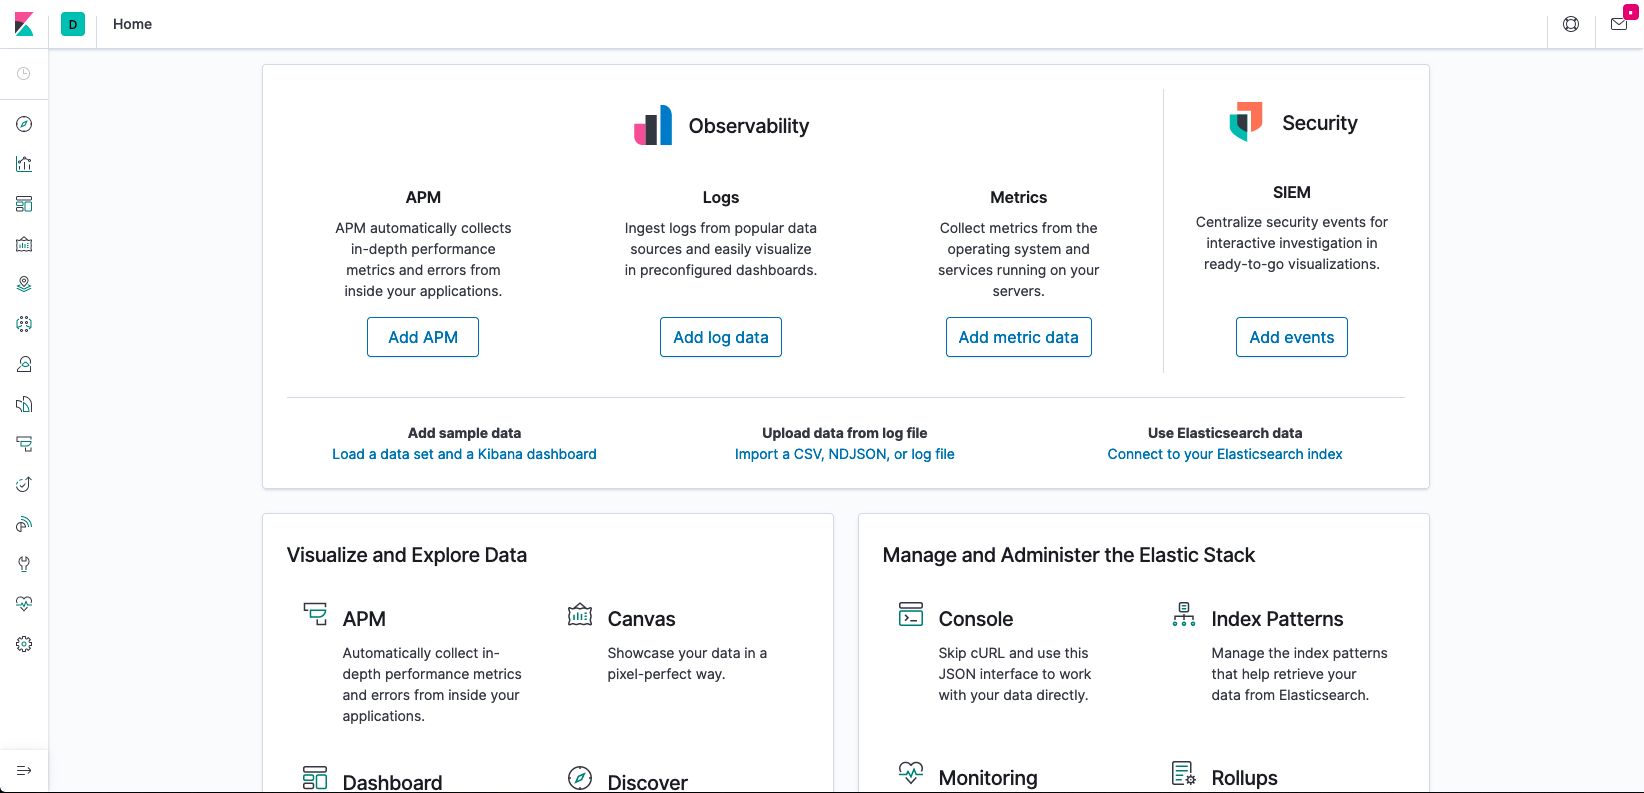 D
Home
Observability
Security
APM
APM automatically collects
in-depth performance
metrics and errors from
inside your applications.
Add APM
Logs
Ingest logs from popular data
sources and easily visualize
in preconfigured dashboards.
Add log data
Metrics
Collect metrics from the
operating system and
services running on your
servers.
Add metric data
SIEM
Centralize security events for
interactive investigation in
ready-to-go visualizations.
Add events
Add sample data
Load a data set and a Kibana dashboard
Upload data from log file
Import a CSV, NDJSON, or log file
Use Elasticsearch data
Connect to your Elasticsearch index
Visualize and Explore Data
APM
Automatically collect in-
depth performance metrics
and errors from inside your
applications.
Canvas
Showcase your data in a
pixel-perfect way.
Dashboard
Discover
Manage and Administer the Elastic Stack
Console
Skip cURL and use this
JSON interface to work
with your data directly.
Index Patterns
Manage the index patterns
that help retrieve your
data from Elasticsearch.
Monitoring
Rollups